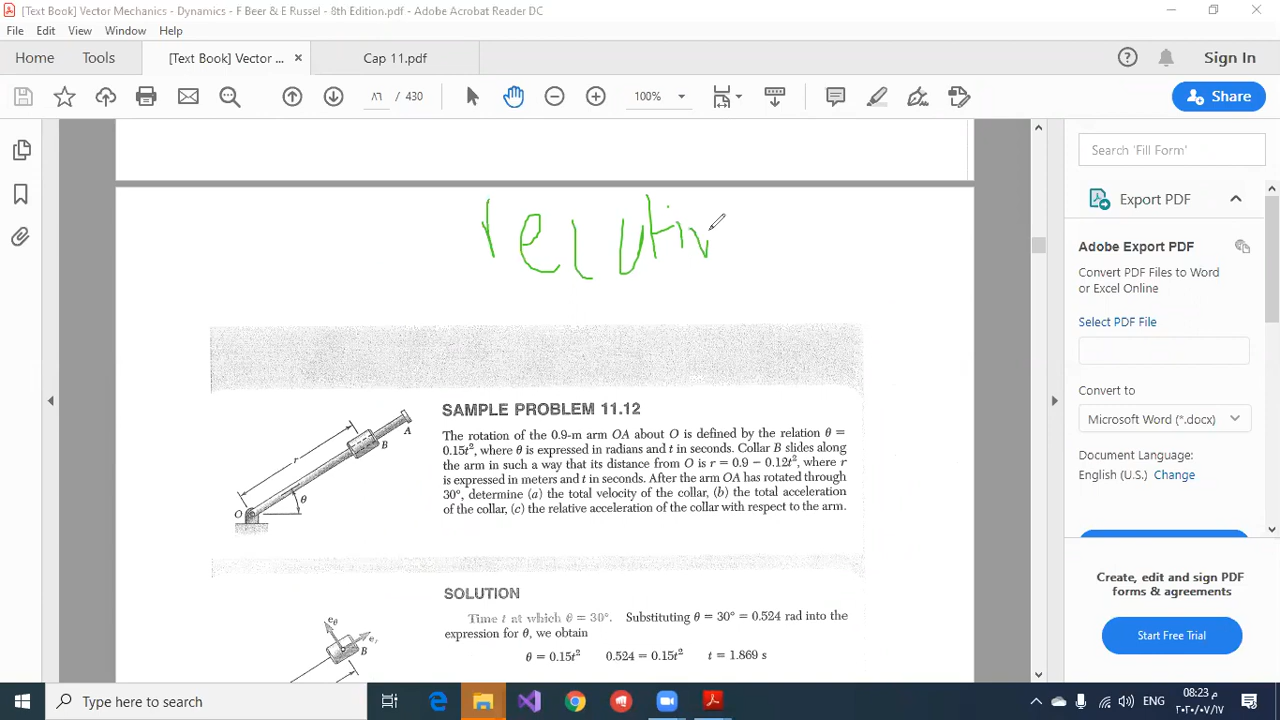 [Text Book] Vector Mechanics - Dynamics - F Beer & E Russel - 8th Edition.pdf - Adobe Acrobat Reader DC
File Edit View Window Help
Home Tools [Text Book] Vector ... × Cap 11.pdf Sign In
٨٦ / 430 100% Share
relativ
SAMPLE PROBLEM 11.12
The rotation of the 0.9-m arm OA about O is defined by the relation θ =
0.15t², where θ is expressed in radians and t in seconds. Collar B slides along
the arm in such a way that its distance from O is r = 0.9 − 0.12t², where r
is expressed in meters and t in seconds. After the arm OA has rotated through
30°, determine (a) the total velocity of the collar, (b) the total acceleration
of the collar, (c) the relative acceleration of the collar with respect to the arm.
A
B
r
θ
O
SOLUTION
Time t at which θ = 30°. Substituting θ = 30° = 0.524 rad into the
expression for θ, we obtain
θ = 0.15t² 0.524 = 0.15t² t = 1.869 s
eθ
er
B
Search 'Fill Form'
Export PDF
Adobe Export PDF
Convert PDF Files to Word
or Excel Online
Select PDF File
Convert to
Microsoft Word (*.docx)
Document Language:
English (U.S.) Change
Create, edit and sign PDF
forms & agreements
Start Free Trial
Type here to search
ENG
08:23 م
٢٠٢٠/٠٧/١٧